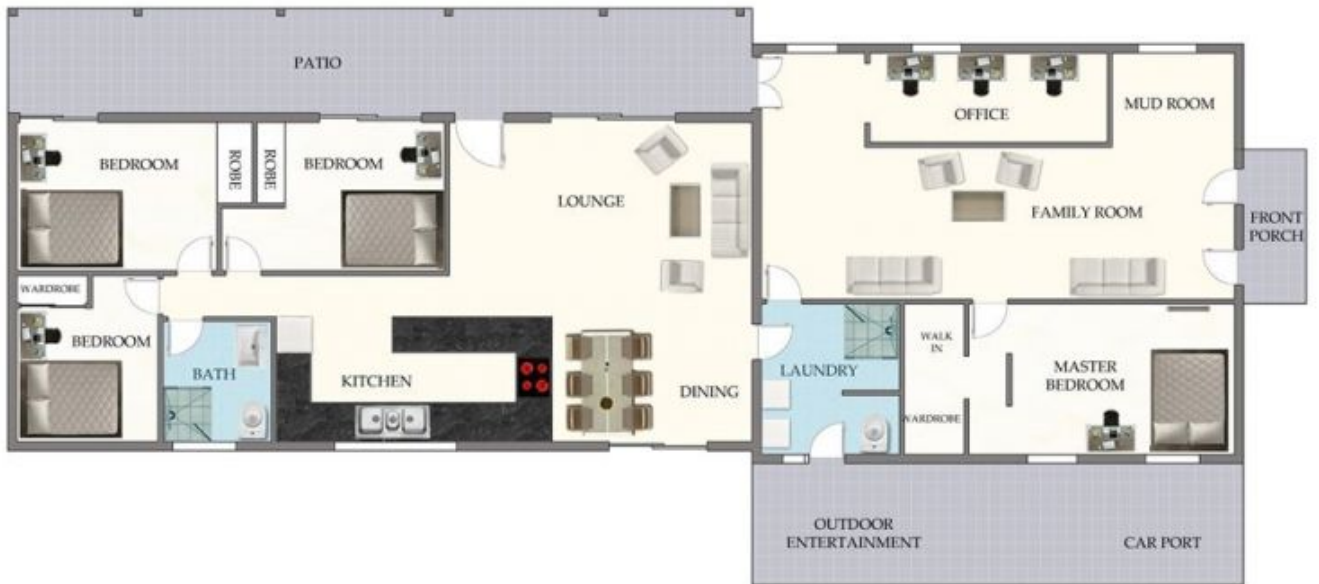 PATIO
OFFICE
MUD ROOM
BEDROOM
ROBE
ROBE
BEDROOM
LOUNGE
FAMILY ROOM
FRONT
PORCH
WARDROBE
BEDROOM
BATH
KITCHEN
DINING
LAUNDRY
WALK
IN
WARDROBE
MASTER
BEDROOM
OUTDOOR
ENTERTAINMENT
CAR PORT